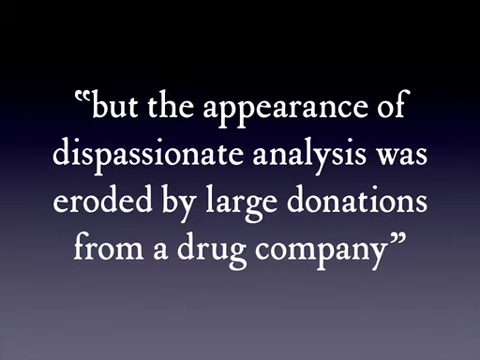 “but the appearance of
dispassionate analysis was
eroded by large donations
from a drug company”